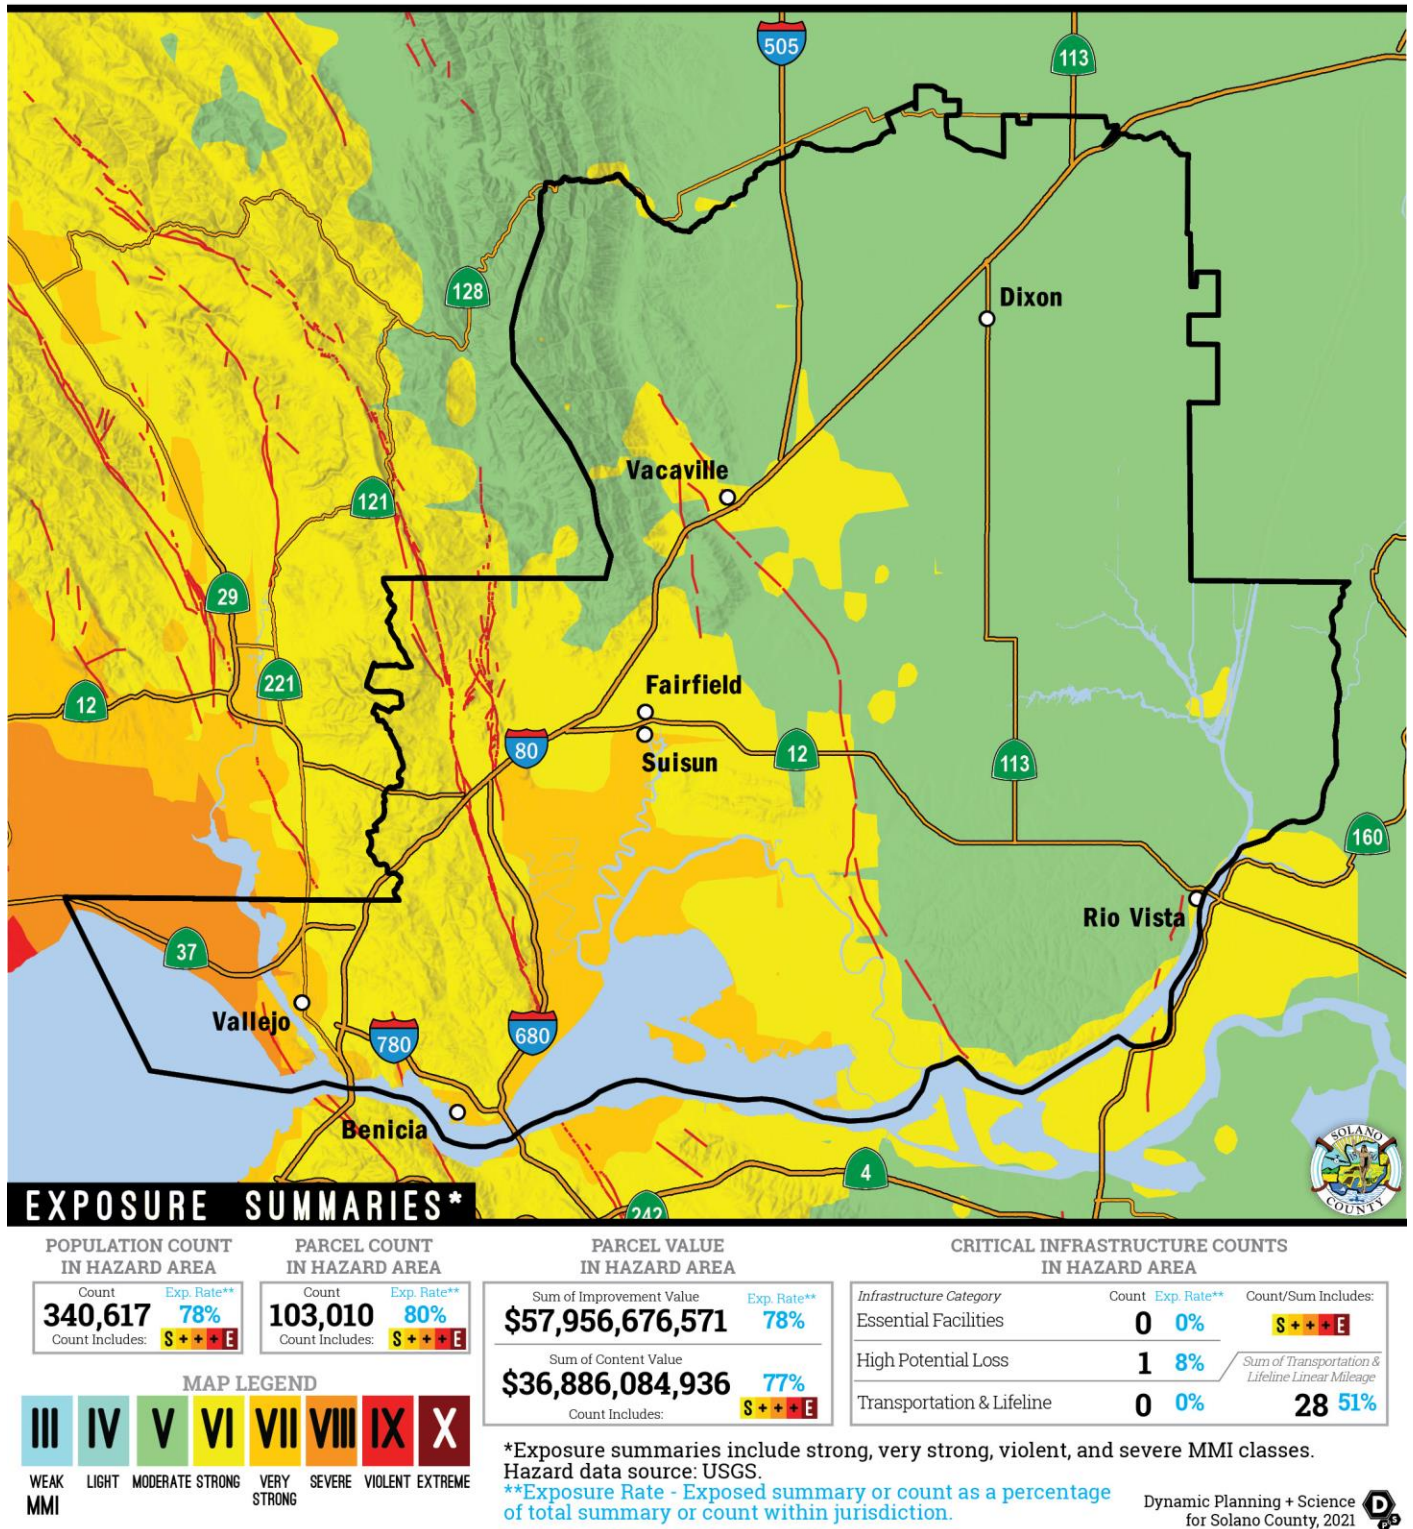 505
113
128
Dixon
Vacaville
121
29
221
12
Fairfield
80
Suisun
12
113
160
Rio Vista
37
Vallejo
780
680
Benicia
4
242
SOLANO
COUNTY
EXPOSURE SUMMARIES*
POPULATION COUNT
IN HAZARD AREA
Count Exp. Rate**
340,617 78%
Count Includes: S + + + E
PARCEL COUNT
IN HAZARD AREA
Count Exp. Rate**
103,010 80%
Count Includes: S + + + E
PARCEL VALUE
IN HAZARD AREA
Sum of Improvement Value Exp. Rate**
$57,956,676,571 78%
Sum of Content Value
$36,886,084,936 77%
Count Includes: S + + + E
CRITICAL INFRASTRUCTURE COUNTS
IN HAZARD AREA
Infrastructure Category Count Exp. Rate** Count/Sum Includes:
Essential Facilities 0 0% S + + + E
High Potential Loss 1 8% Sum of Transportation &
Lifeline Linear Mileage
Transportation & Lifeline 0 0% 28 51%
MAP LEGEND
III IV V VI VII VIII IX X
WEAK LIGHT MODERATE STRONG VERY STRONG SEVERE VIOLENT EXTREME
MMI
*Exposure summaries include strong, very strong, violent, and severe MMI classes.
Hazard data source: USGS.
**Exposure Rate - Exposed summary or count as a percentage
of total summary or count within jurisdiction.
Dynamic Planning + Science
for Solano County, 2021
D
P S